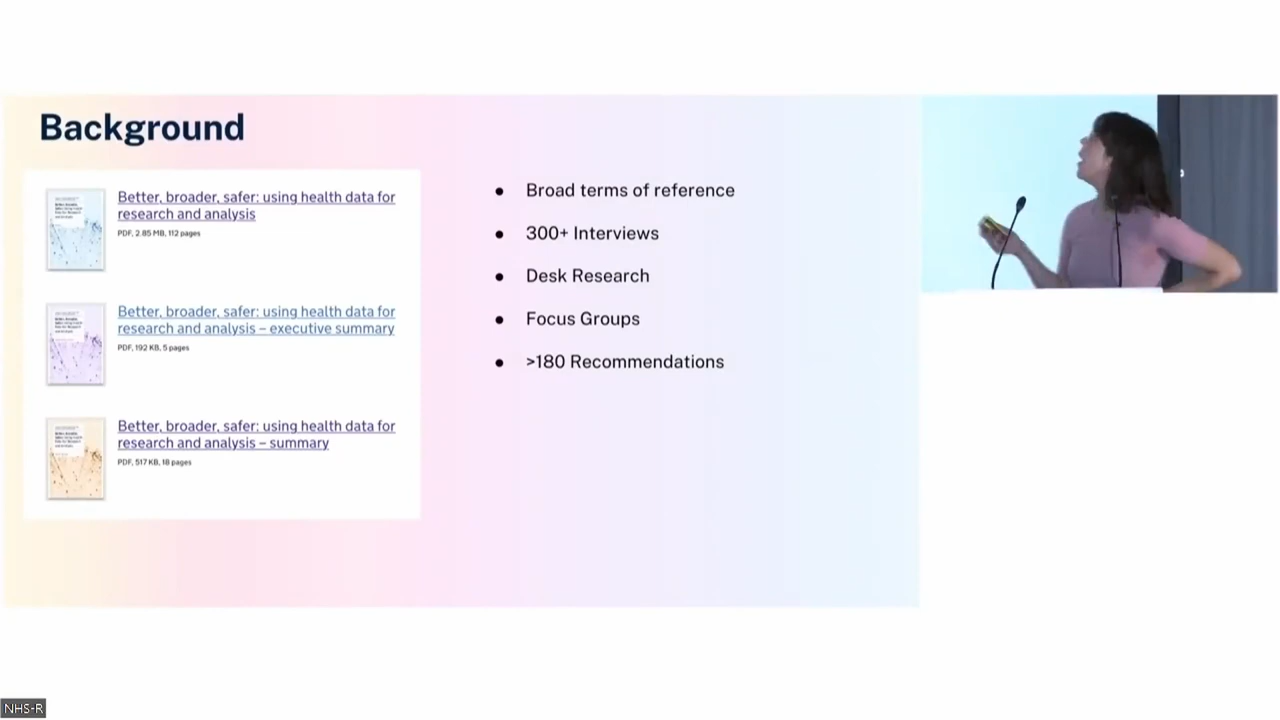 Background
Better, broader, safer: using health data for
research and analysis
PDF, 2.85 MB, 112 pages
Better, broader, safer: using health data for
research and analysis – executive summary
PDF, 192 KB, 5 pages
Better, broader, safer: using health data for
research and analysis – summary
PDF, 517 KB, 18 pages
● Broad terms of reference
● 300+ Interviews
● Desk Research
● Focus Groups
● >180 Recommendations
NHS-R